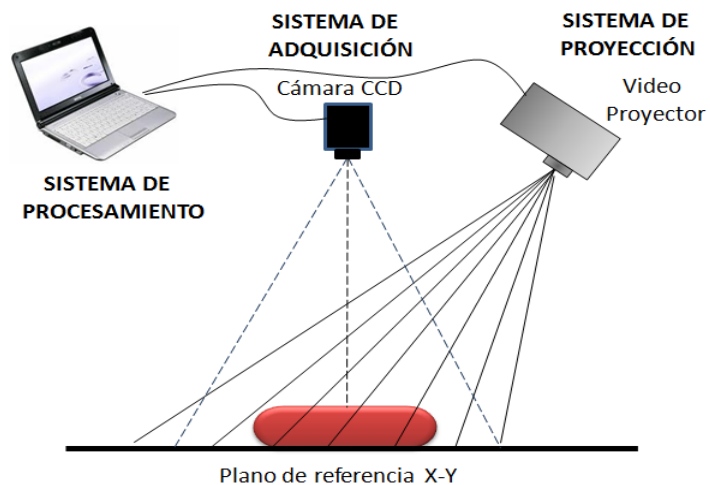 SISTEMA DE
ADQUISICIÓN
Cámara CCD
SISTEMA DE
PROYECCIÓN
Video
Proyector
SISTEMA DE
PROCESAMIENTO
Plano de referencia X-Y